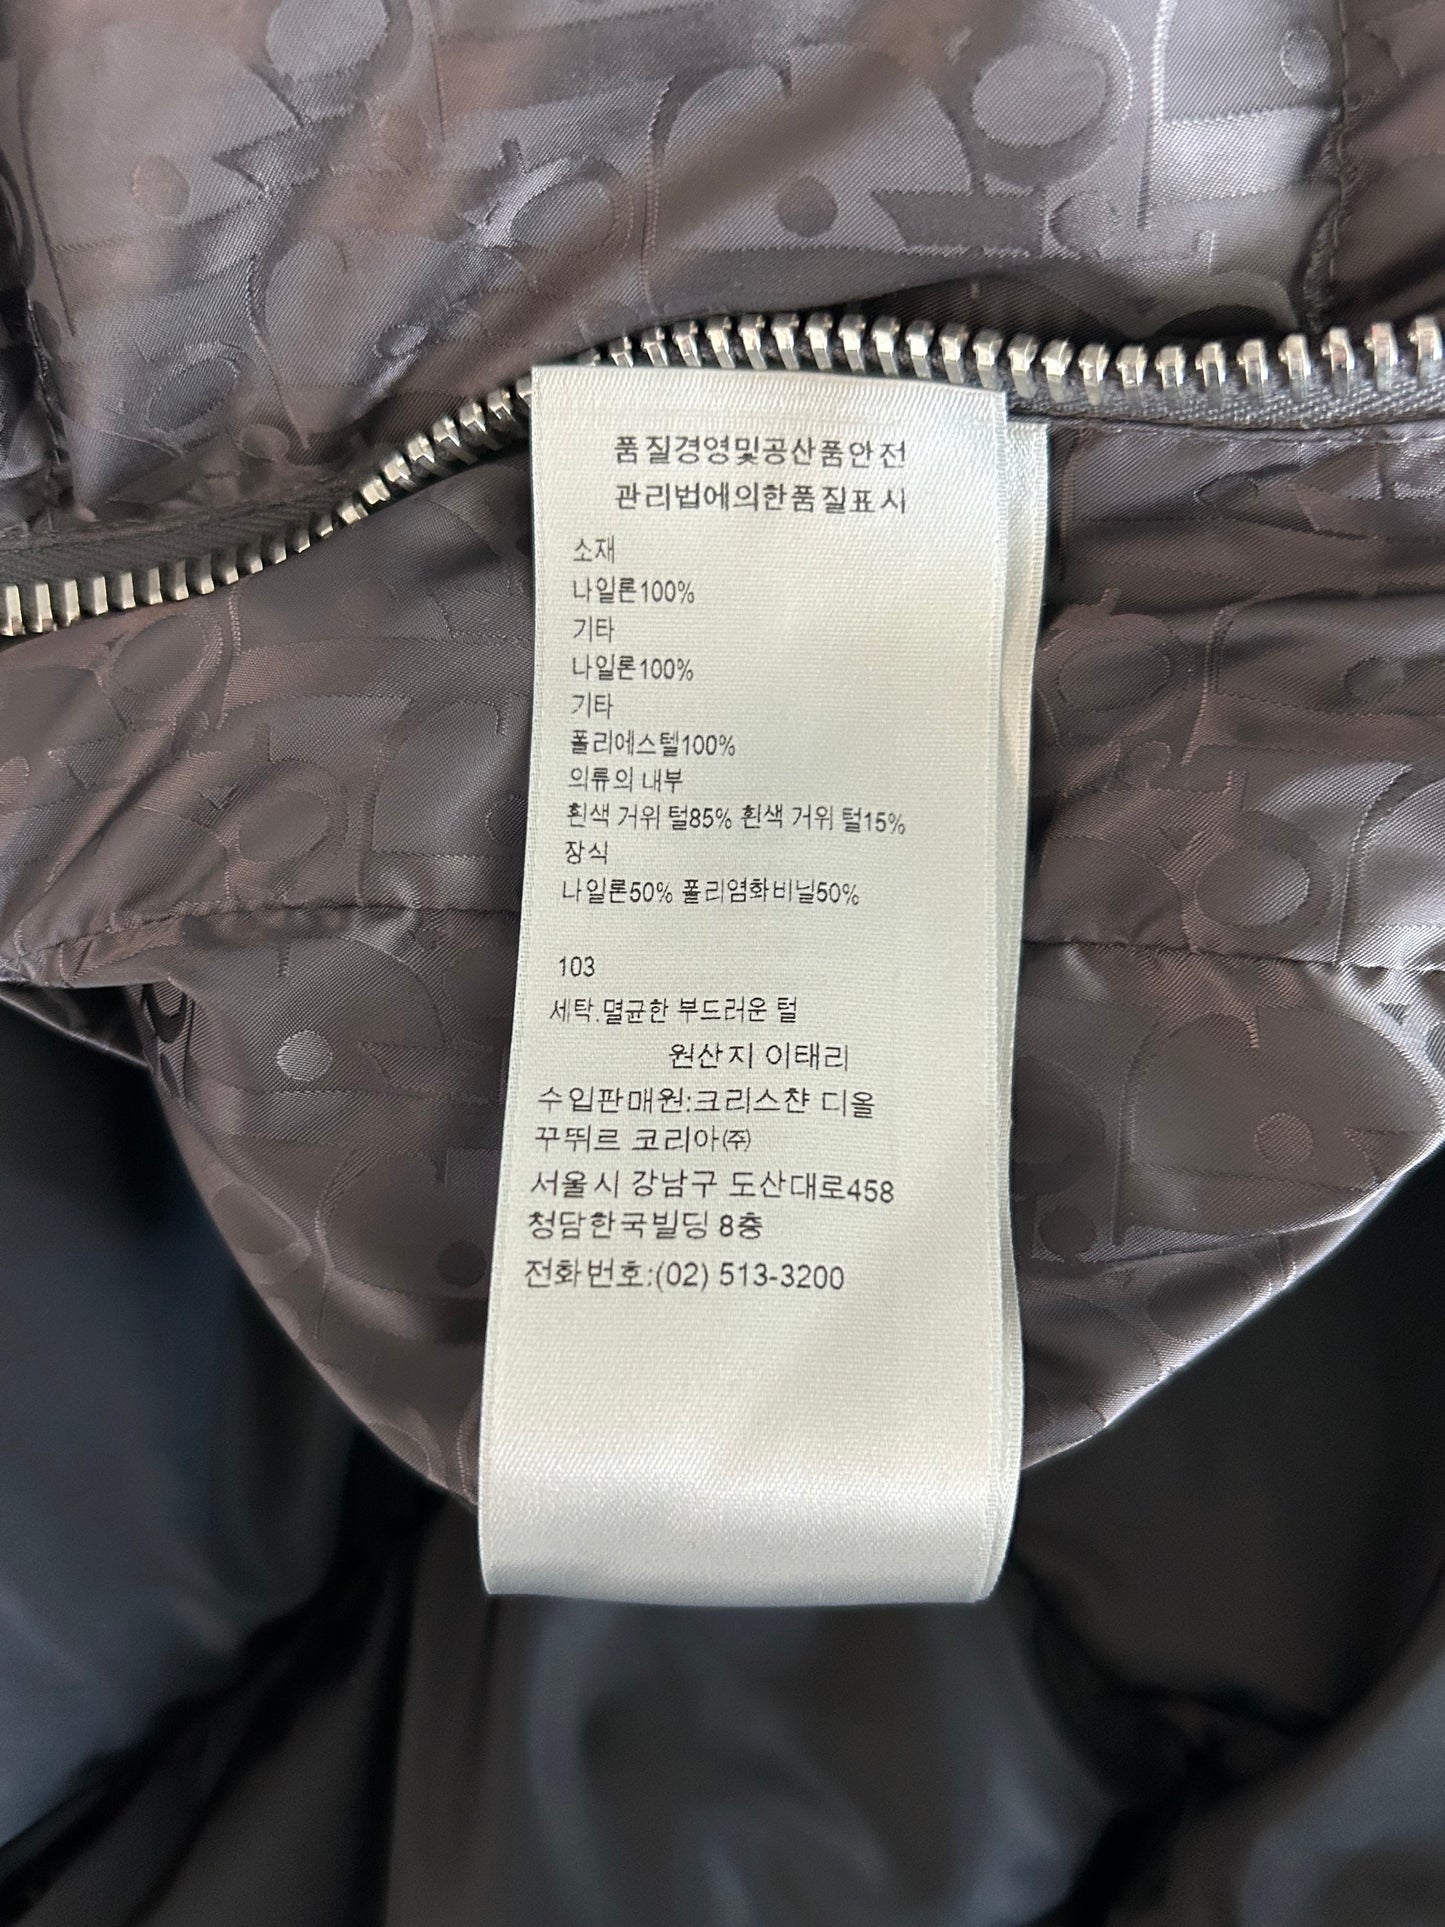 품질경영및공산품안전
관리법에의한품질표시
소재
나일론100%
기타
나일론100%
기타
폴리에스텔100%
의류의 내부
흰색 거위 털85% 흰색 거위 털15%
장식
나일론50% 폴리염화비닐50%
103
세탁.멸균한 부드러운 털
원산지 이태리
수입판매원:크리스챤 디올
꾸뛰르 코리아㈜
서울시 강남구 도산대로458
청담한국빌딩 8층
전화번호:(02) 513-3200